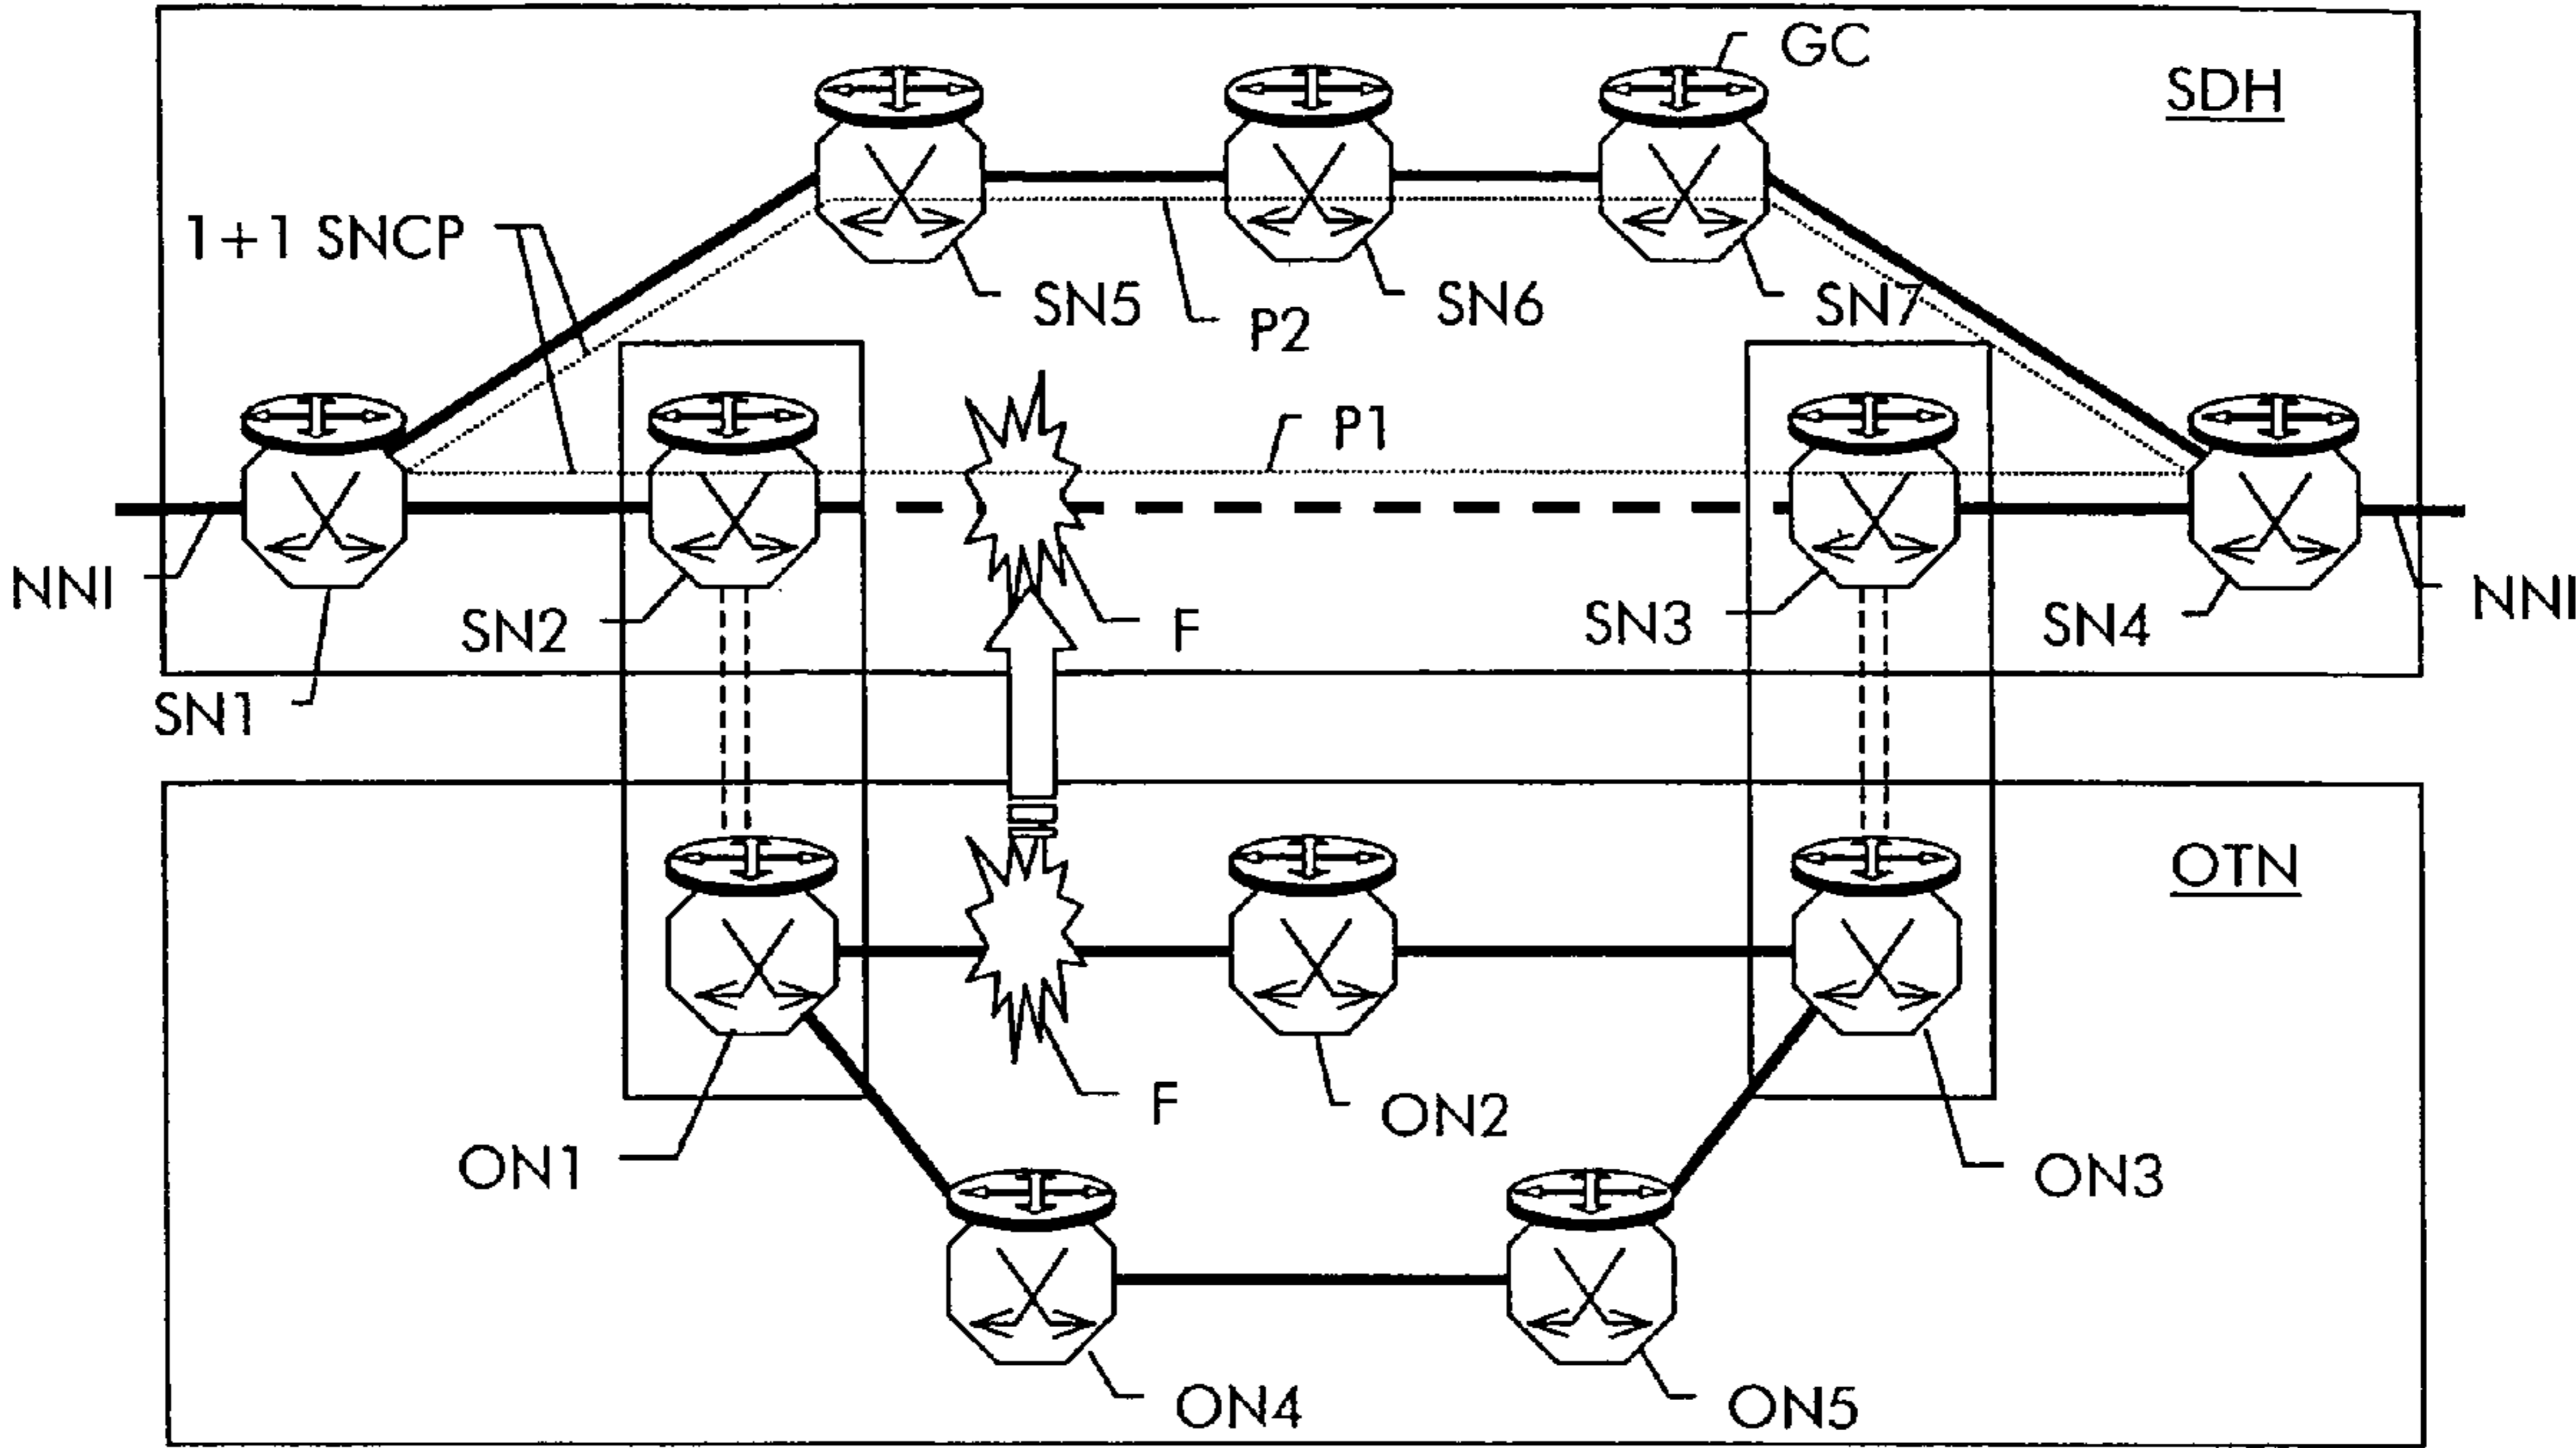 GC
SDH
1+1 SNCP
SN5
P2
SN6
SN7
P1
NNI
SN2
F
SN3
SN4
NNI
SN1
OTN
F
ON2
ON1
ON3
ON4
ON5